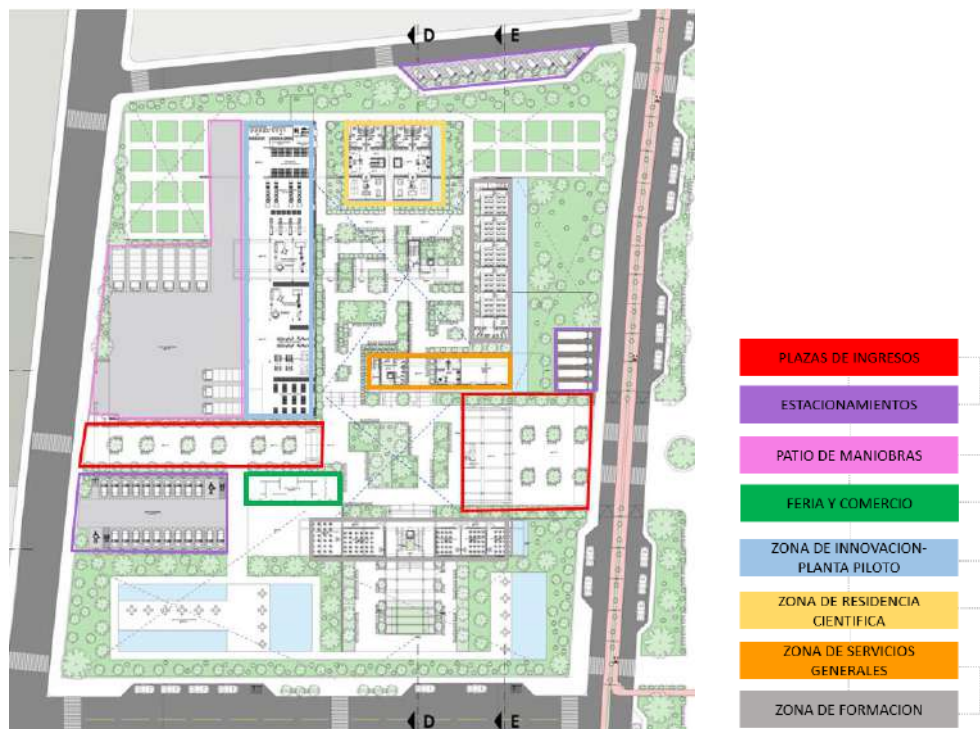 D
E
PLAZAS DE INGRESOS
ESTACIONAMIENTOS
PATIO DE MANIOBRAS
FERIA Y COMERCIO
ZONA DE INNOVACION-
PLANTA PILOTO
ZONA DE RESIDENCIA
CIENTIFICA
ZONA DE SERVICIOS
GENERALES
ZONA DE FORMACION
D
E